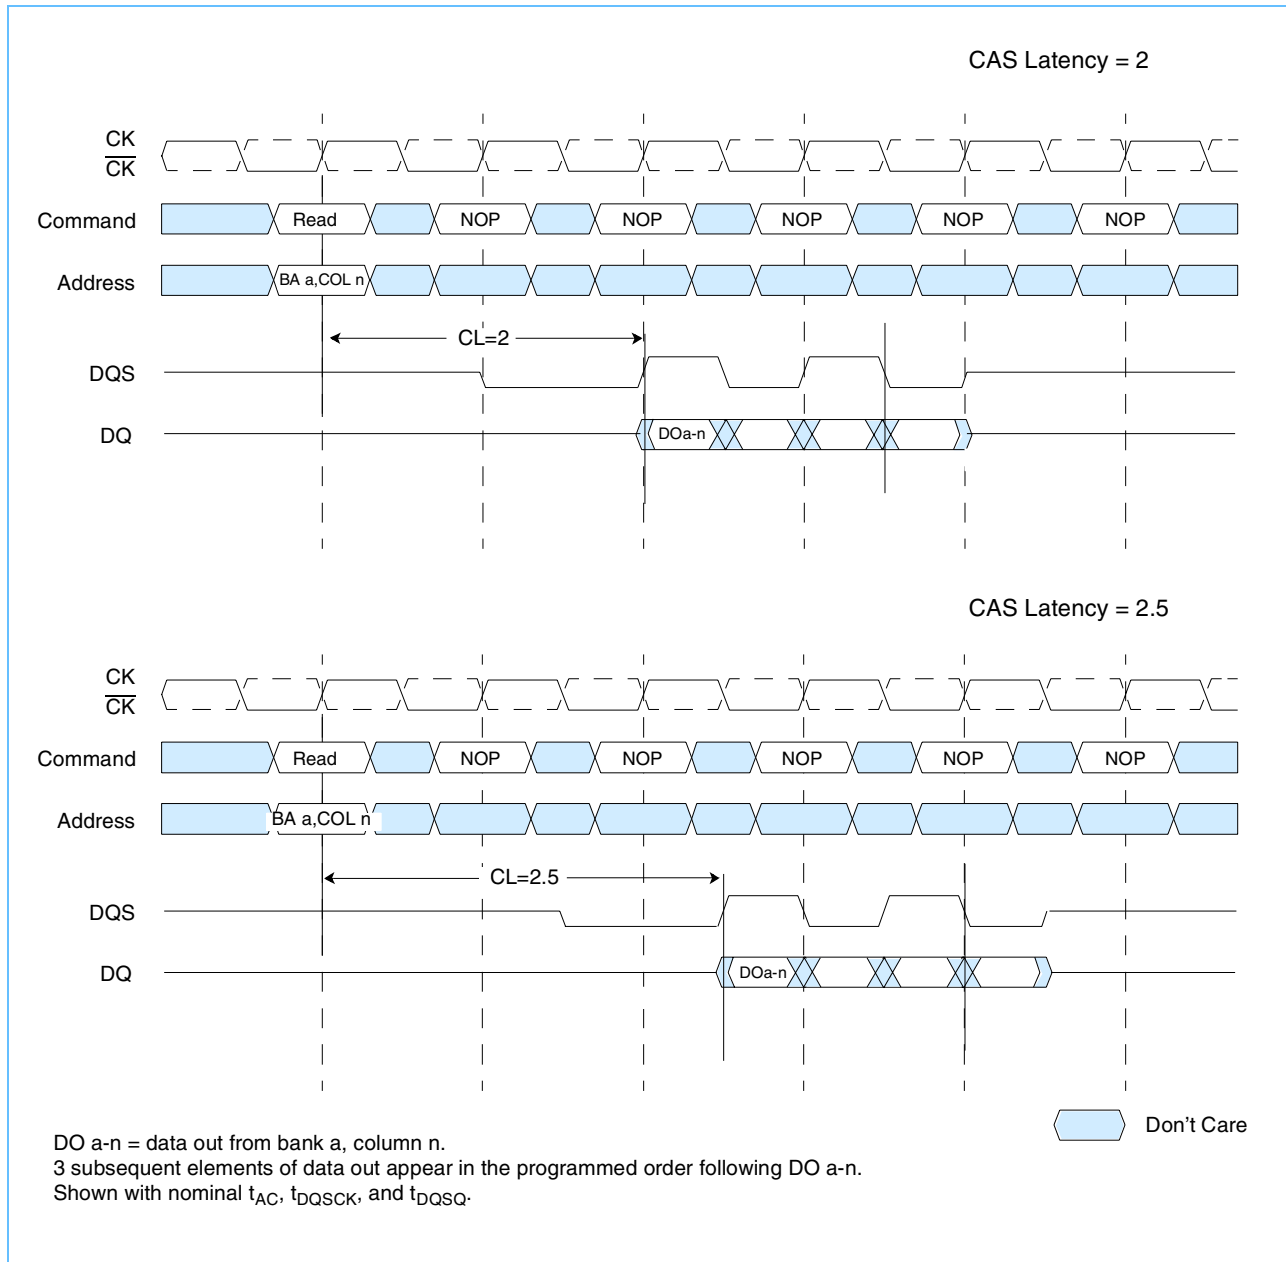 CAS Latency = 2
CK
CK
Command
Read
NOP
NOP
NOP
NOP
NOP
Address
BA a,COL n
CL=2
DQS
DQ
DOa-n
CAS Latency = 2.5
CK
CK
Command
Read
NOP
NOP
NOP
NOP
NOP
Address
BA a,COL n
CL=2.5
DQS
DQ
DOa-n
Don't Care
DO a-n = data out from bank a, column n.
3 subsequent elements of data out appear in the programmed order following DO a-n.
Shown with nominal tAC, tDQSCK, and tDQSQ.